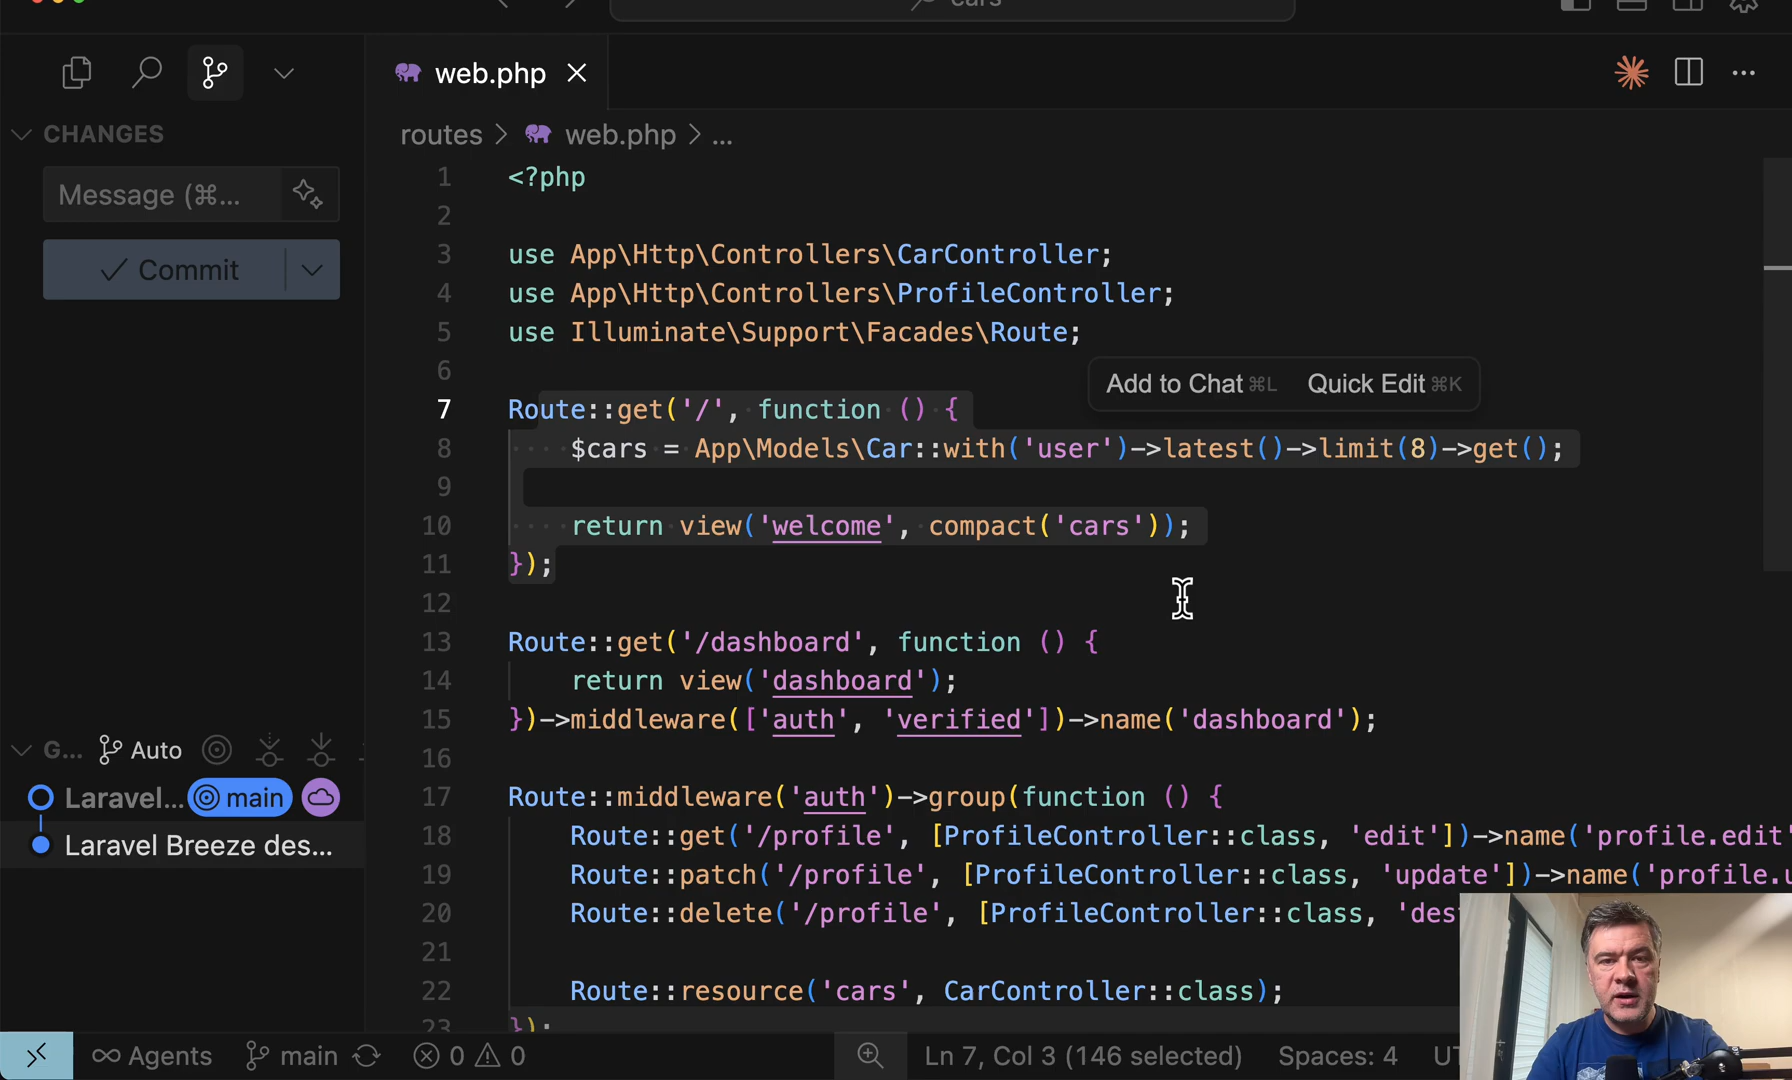 cars
web.php
CHANGES
routes > web.php > ...
Message (⌘...
Commit
1 <?php
2
3 use App\Http\Controllers\CarController;
4 use App\Http\Controllers\ProfileController;
5 use Illuminate\Support\Facades\Route;
6
Add to Chat ⌘L Quick Edit ⌘K
7 Route::get('/', function () {
8 $cars = App\Models\Car::with('user')->latest()->limit(8)->get();
9
10 return view('welcome', compact('cars'));
11 });
12
13 Route::get('/dashboard', function () {
14 return view('dashboard');
15 })->middleware(['auth', 'verified'])->name('dashboard');
16
17 Route::middleware('auth')->group(function () {
18 Route::get('/profile', [ProfileController::class, 'edit'])->name('profile.edit'
19 Route::patch('/profile', [ProfileController::class, 'update'])->name('profile.u
20 Route::delete('/profile', [ProfileController::class, 'des
21
22 Route::resource('cars', CarController::class);
23 });
G... Auto
Laravel... main
Laravel Breeze des...
Agents main 0 0 Ln 7, Col 3 (146 selected) Spaces: 4 UT